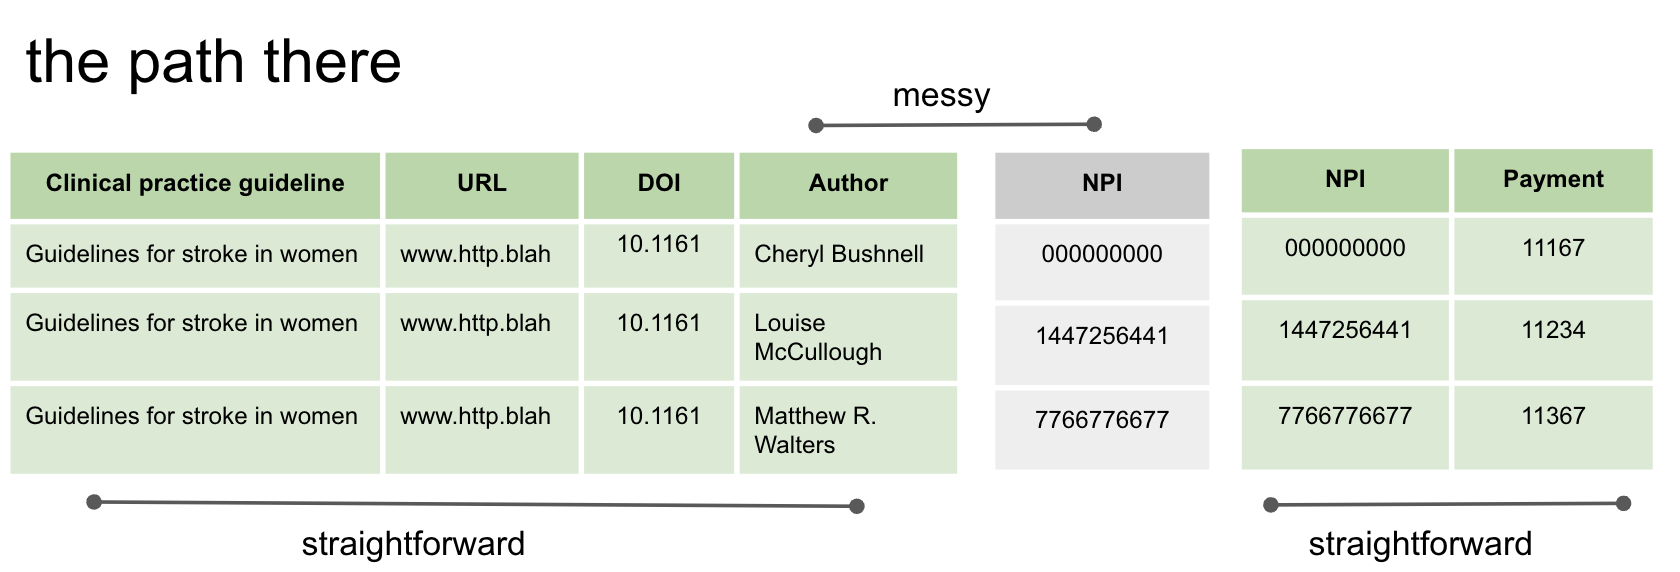 the path there
messy
Clinical practice guideline URL DOI Author NPI NPI Payment
Guidelines for stroke in women www.http.blah 10.1161 Cheryl Bushnell 000000000 000000000 11167
Guidelines for stroke in women www.http.blah 10.1161 Louise McCullough 1447256441 1447256441 11234
Guidelines for stroke in women www.http.blah 10.1161 Matthew R. Walters 7766776677 7766776677 11367
straightforward straightforward